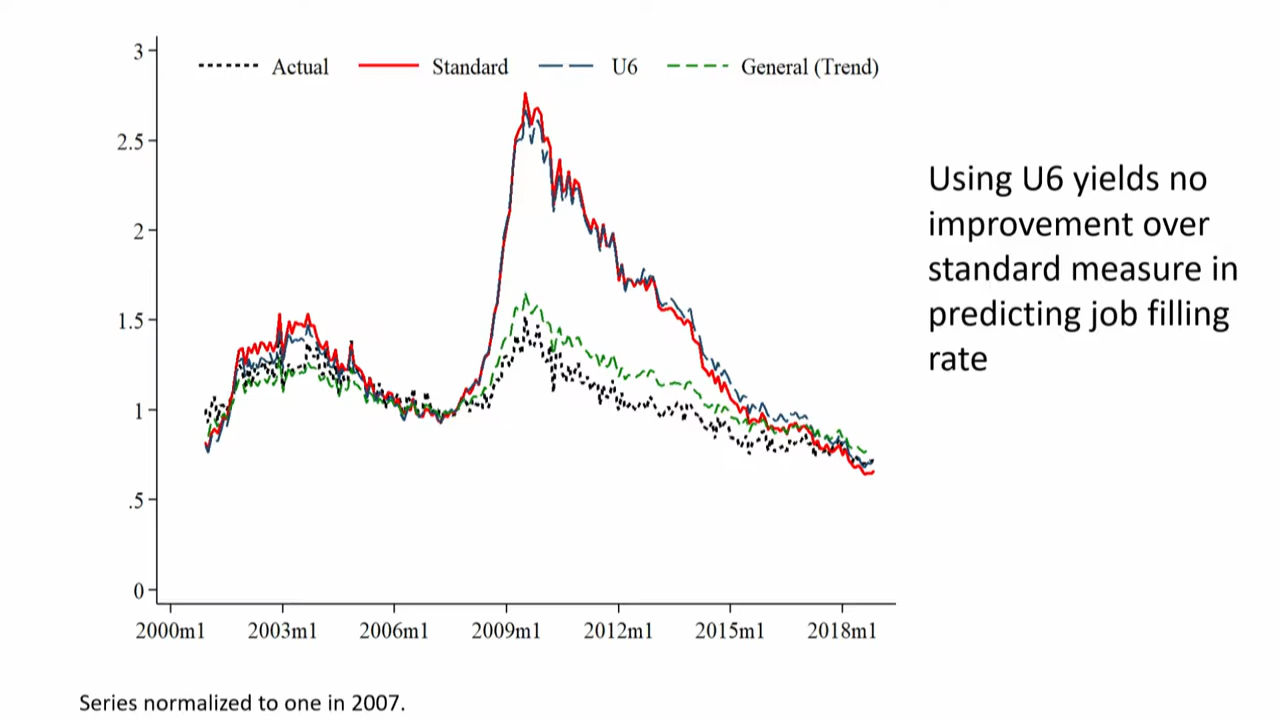 3
Actual
Standard
U6
General (Trend)
2.5
2
1.5
1
.5
0
2000m1
2003m1
2006m1
2009m1
2012m1
2015m1
2018m1
Using U6 yields no
improvement over
standard measure in
predicting job filling
rate
Series normalized to one in 2007.